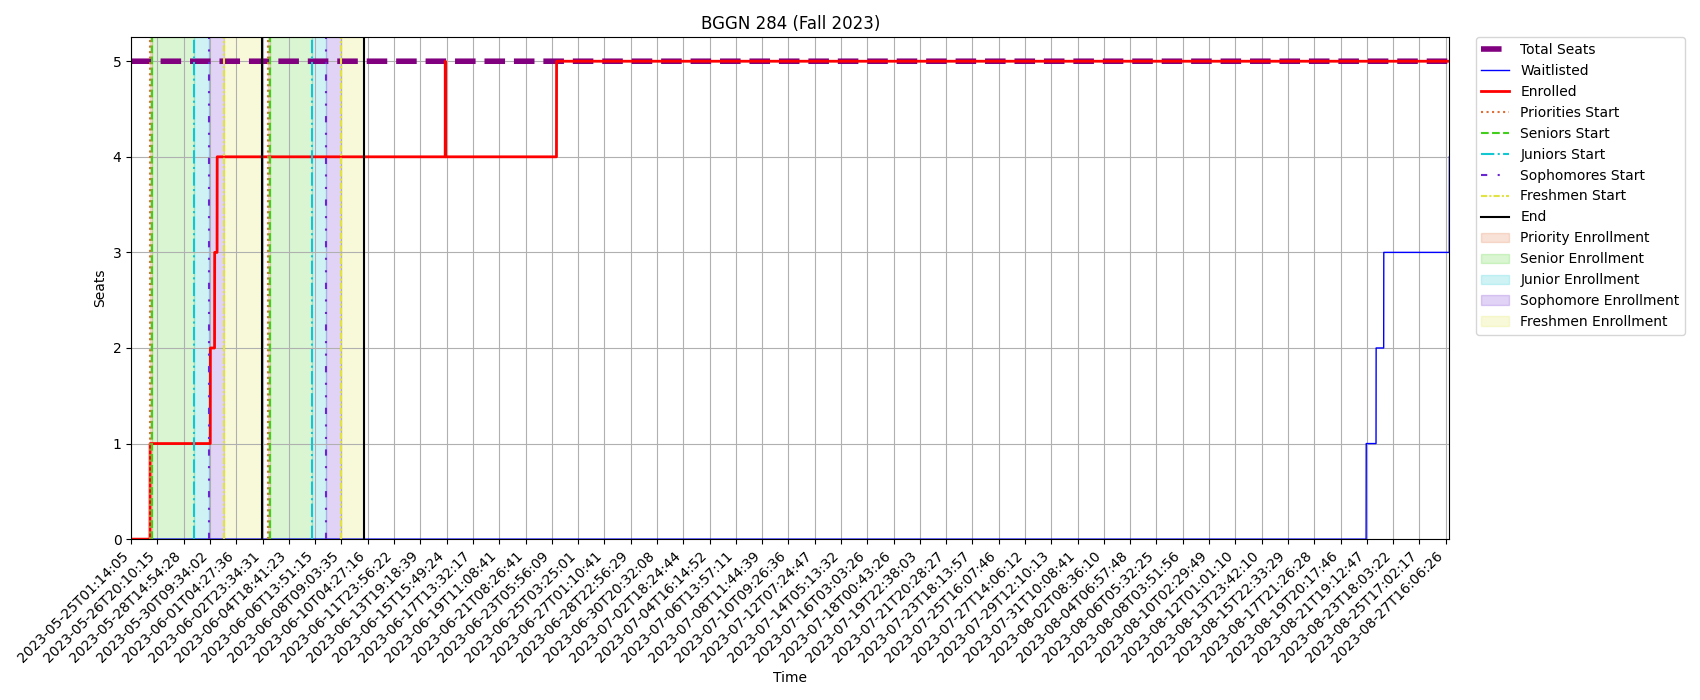 BGGN 284 (Fall 2023)
Seats
5
4
3
2
1
0
2023-05-25T01:14:05
2023-05-26T20:10:15
2023-05-28T14:54:28
2023-05-30T09:34:02
2023-06-01T04:27:36
2023-06-02T23:34:31
2023-06-04T18:41:23
2023-06-06T13:51:15
2023-06-08T09:03:35
2023-06-10T04:27:16
2023-06-11T23:56:22
2023-06-13T19:18:39
2023-06-15T15:49:24
2023-06-17T13:32:17
2023-06-19T11:08:41
2023-06-21T08:26:41
2023-06-23T05:56:09
2023-06-25T03:25:01
2023-06-27T01:10:41
2023-06-28T22:56:29
2023-06-30T20:32:08
2023-07-02T18:24:44
2023-07-04T16:14:52
2023-07-06T13:57:11
2023-07-08T11:44:39
2023-07-10T09:26:36
2023-07-12T07:24:47
2023-07-14T05:13:32
2023-07-16T03:03:26
2023-07-18T00:43:26
2023-07-19T22:38:03
2023-07-21T20:28:27
2023-07-23T18:13:57
2023-07-25T16:07:46
2023-07-27T14:06:12
2023-07-29T12:10:13
2023-07-31T10:08:41
2023-08-02T08:36:10
2023-08-04T06:57:48
2023-08-06T05:32:25
2023-08-08T03:51:56
2023-08-10T02:29:49
2023-08-12T01:01:10
2023-08-13T23:42:10
2023-08-15T22:33:29
2023-08-17T21:26:28
2023-08-19T20:17:46
2023-08-21T19:12:47
2023-08-23T18:03:22
2023-08-25T17:02:17
2023-08-27T16:06:26
Time
Total Seats
Waitlisted
Enrolled
Priorities Start
Seniors Start
Juniors Start
Sophomores Start
Freshmen Start
End
Priority Enrollment
Senior Enrollment
Junior Enrollment
Sophomore Enrollment
Freshmen Enrollment